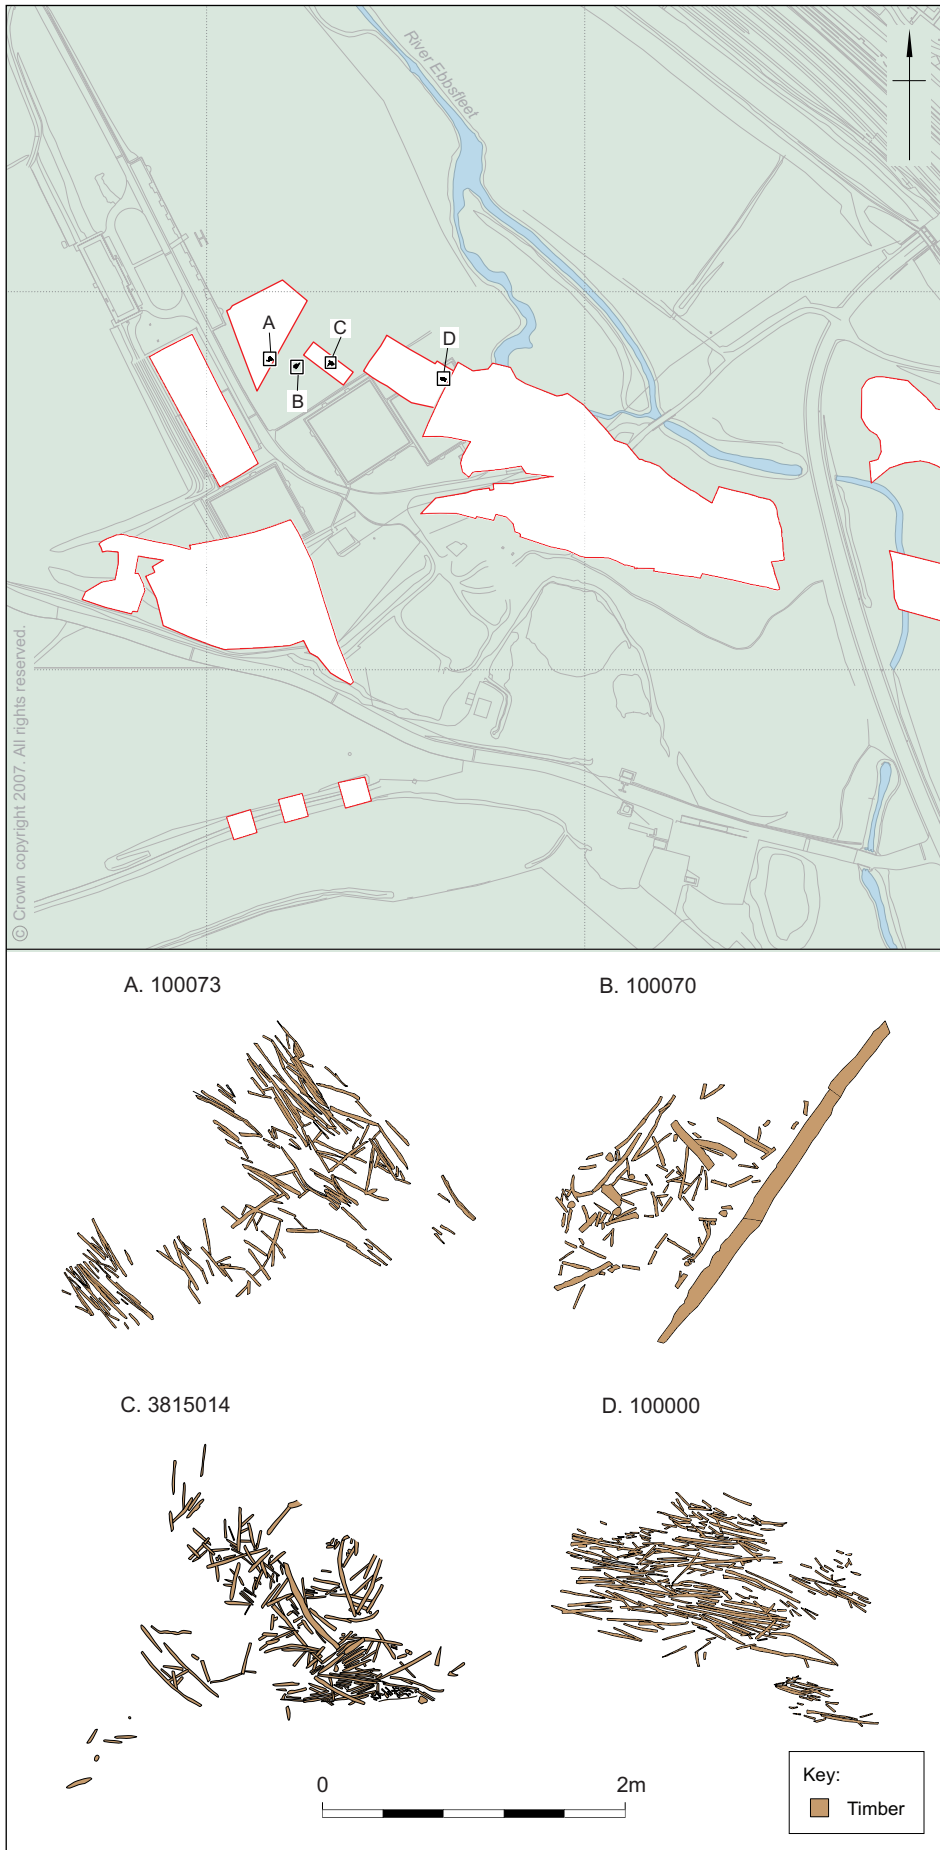 River Ebbsfleet
A
C
D
B
© Crown copyright 2007. All rights reserved.
A. 100073
B. 100070
C. 3815014
D. 100000
0
2m
Key:
Timber